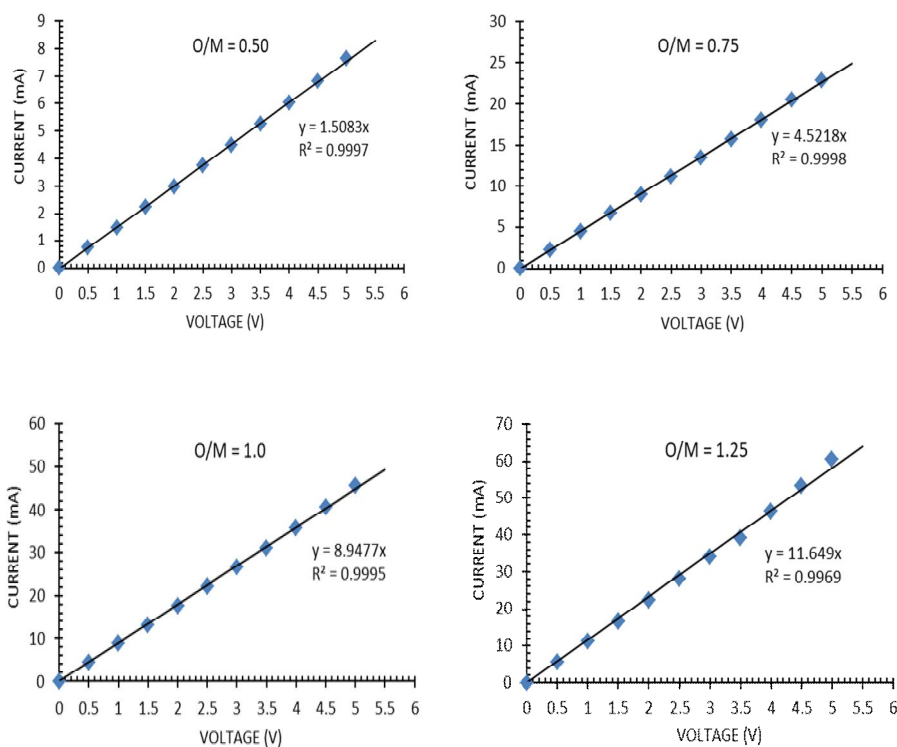 O/M = 0.50
CURRENT (mA)
9
8
7
6
5
4
3
2
1
0
y = 1.5083x
R² = 0.9997
0 0.5 1 1.5 2 2.5 3 3.5 4 4.5 5 5.5 6
VOLTAGE (V)
O/M = 0.75
CURRENT (mA)
30
25
20
15
10
5
0
y = 4.5218x
R² = 0.9998
0 0.5 1 1.5 2 2.5 3 3.5 4 4.5 5 5.5 6
VOLTAGE (V)
O/M = 1.0
CURRENT (mA)
60
50
40
30
20
10
0
y = 8.9477x
R² = 0.9995
0 0.5 1 1.5 2 2.5 3 3.5 4 4.5 5 5.5 6
VOLTAGE (V)
O/M = 1.25
CURRENT (mA)
70
60
50
40
30
20
10
0
y = 11.649x
R² = 0.9969
0 0.5 1 1.5 2 2.5 3 3.5 4 4.5 5 5.5 6
VOLTAGE (V)